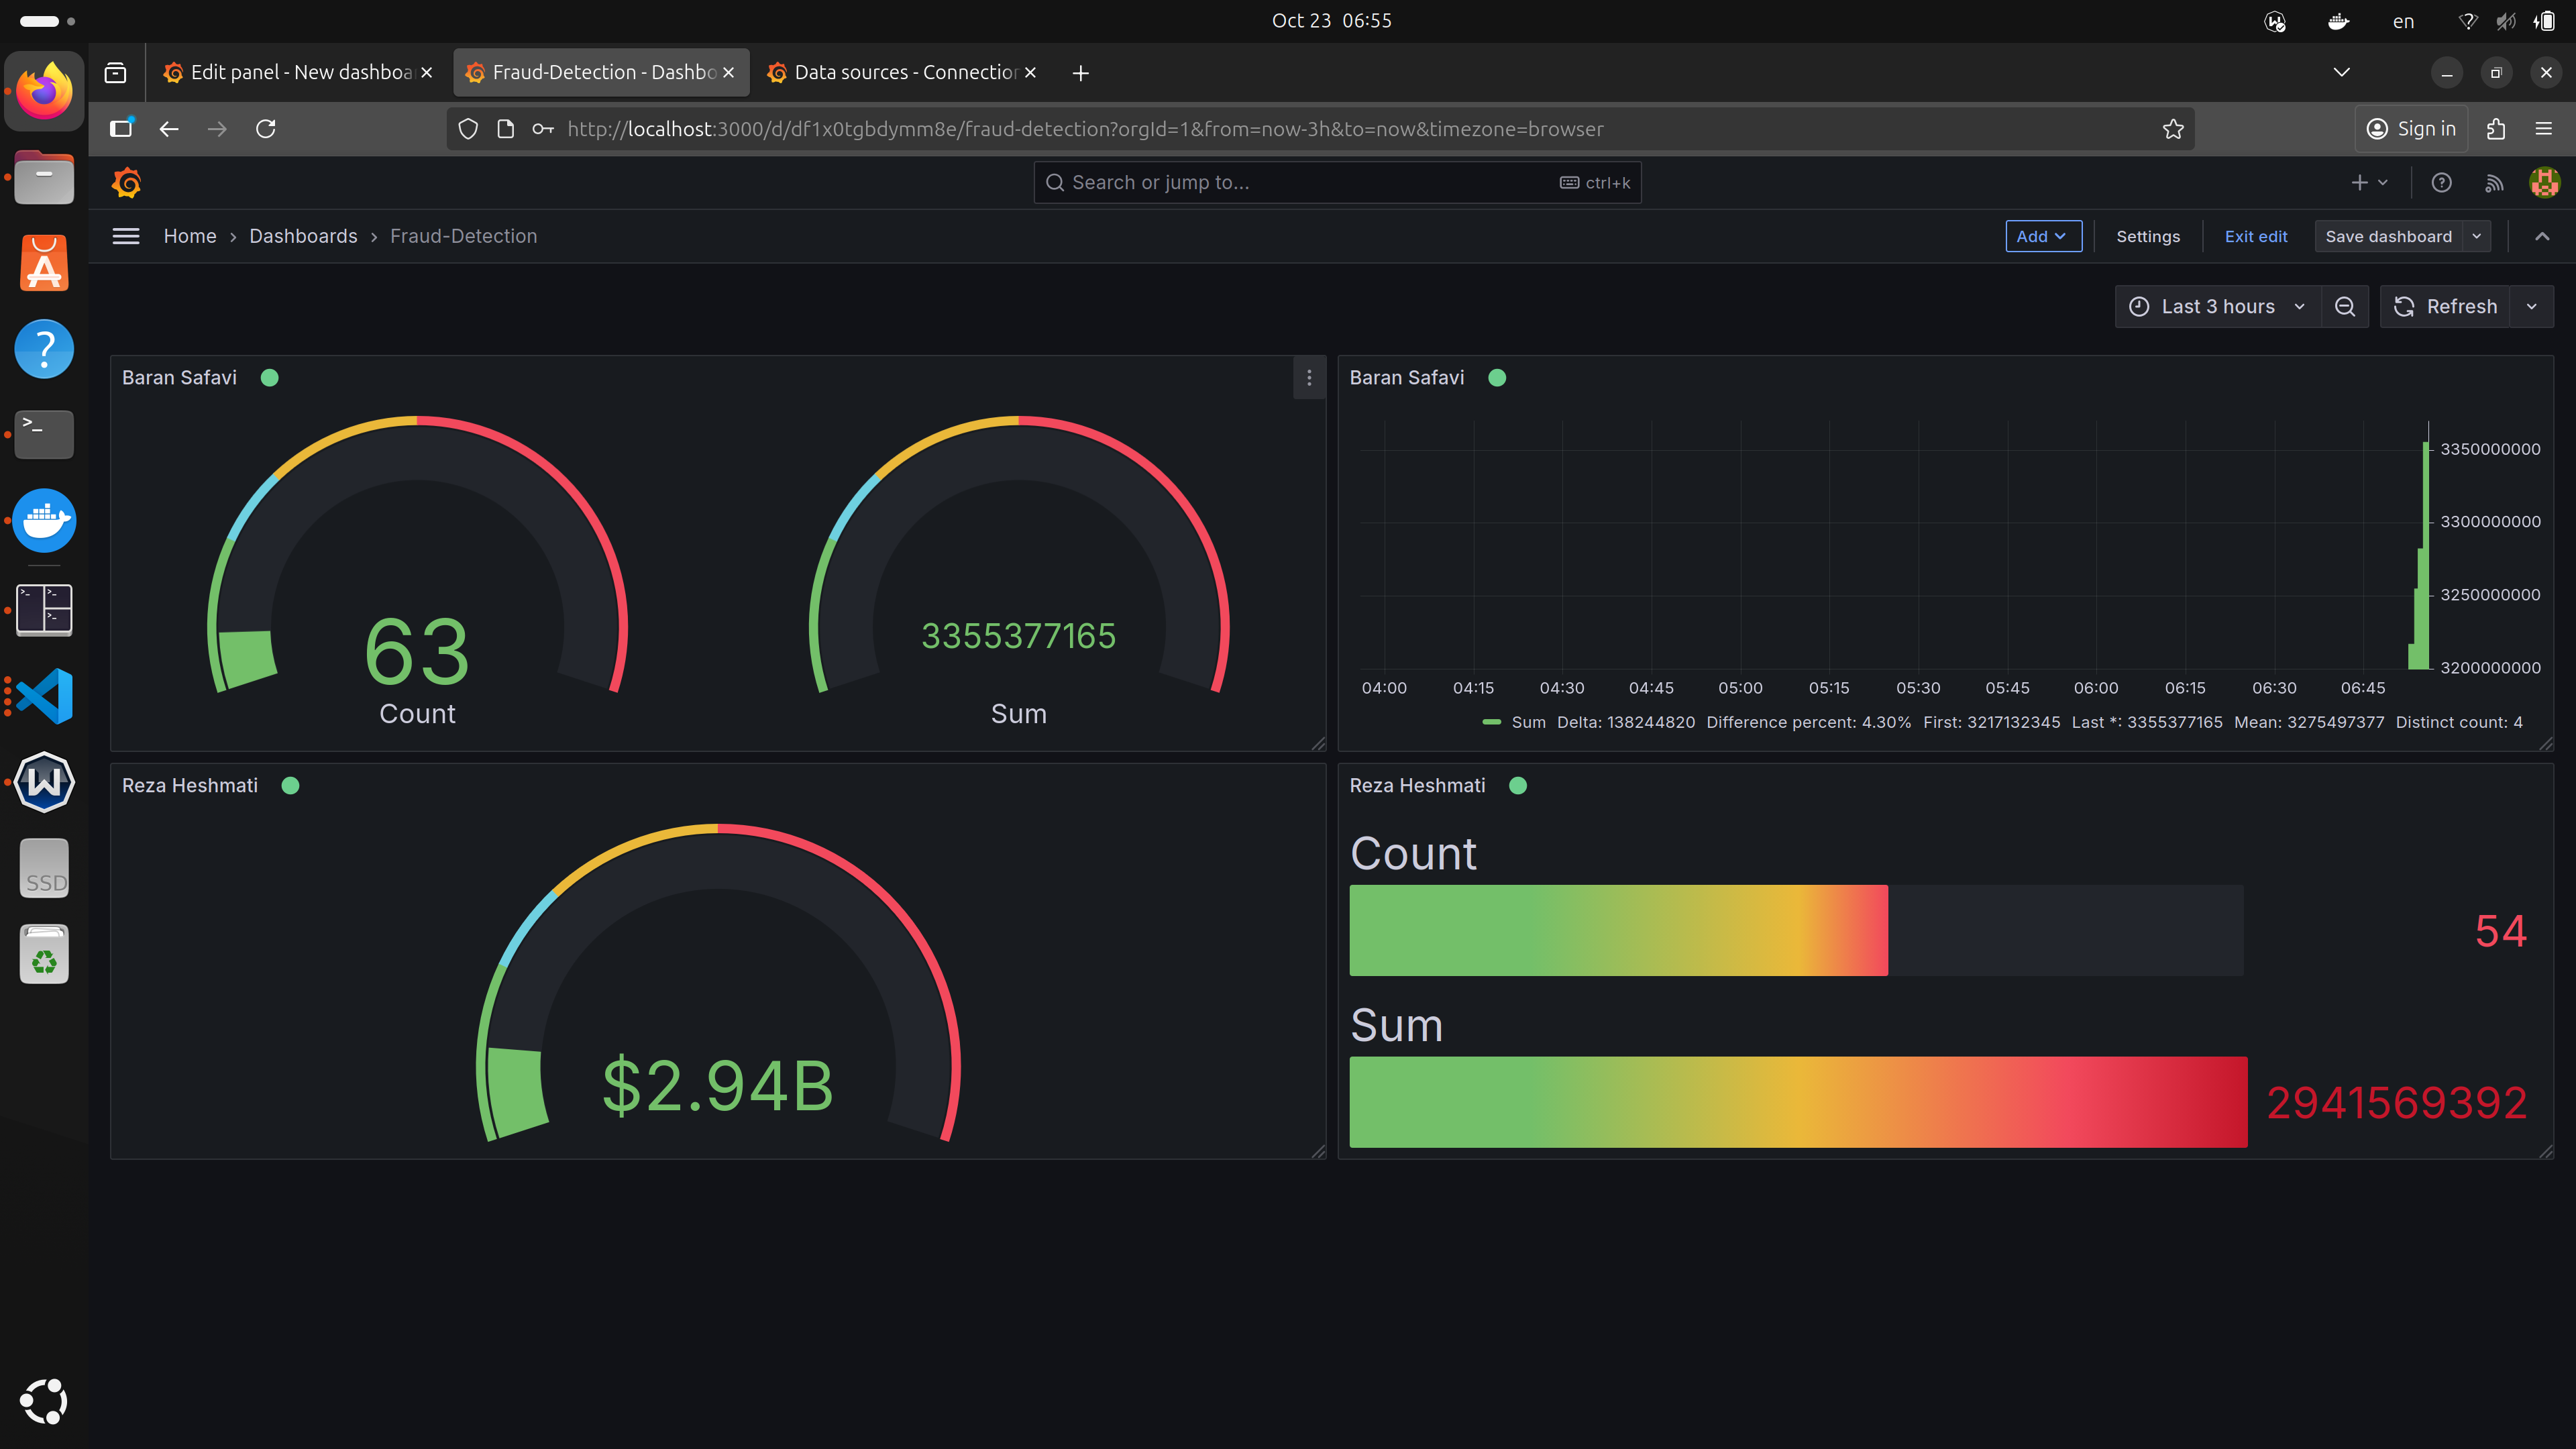 Oct 23 06:55
en
Edit panel - New dashboa
Fraud-Detection - Dashbo
Data sources - Connection
http://localhost:3000/d/df1x0tgbdymm8e/fraud-detection?orgId=1&from=now-3h&to=now&timezone=browser
Sign in
Search or jump to...
ctrl+k
Home › Dashboards › Fraud-Detection
Add
Settings
Exit edit
Save dashboard
Last 3 hours
Refresh
Baran Safavi
63
Count
3355377165
Sum
Baran Safavi
3350000000
3300000000
3250000000
3200000000
04:00 04:15 04:30 04:45 05:00 05:15 05:30 05:45 06:00 06:15 06:30 06:45
Sum Delta: 138244820 Difference percent: 4.30% First: 3217132345 Last *: 3355377165 Mean: 3275497377 Distinct count: 4
Reza Heshmati
$2.94B
Reza Heshmati
Count
54
Sum
2941569392
SSD